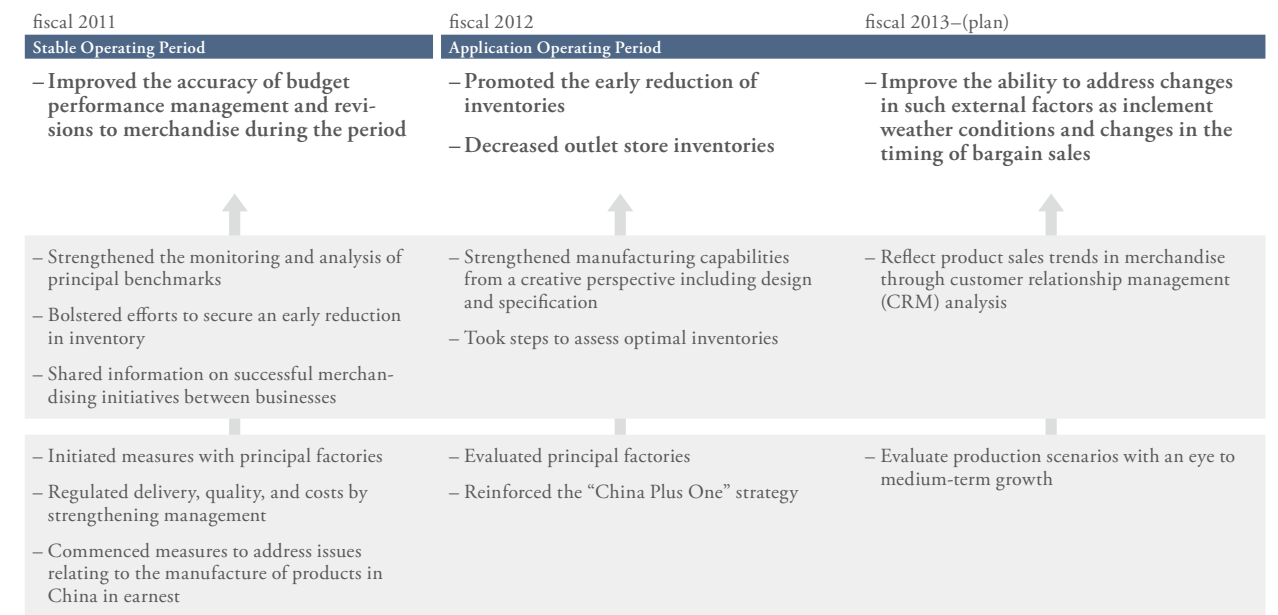 fiscal 2011
fiscal 2012
fiscal 2013–(plan)
Stable Operating Period
Application Operating Period
– Improved the accuracy of budget
performance management and revi-
sions to merchandise during the period
– Promoted the early reduction of
inventories
– Decreased outlet store inventories
– Improve the ability to address changes
in such external factors as inclement
weather conditions and changes in the
timing of bargain sales
– Strengthened the monitoring and analysis of
principal benchmarks
– Bolstered efforts to secure an early reduction
in inventory
– Shared information on successful merchan-
dising initiatives between businesses
– Strengthened manufacturing capabilities
from a creative perspective including design
and specification
– Took steps to assess optimal inventories
– Reflect product sales trends in merchandise
through customer relationship management
(CRM) analysis
– Initiated measures with principal factories
– Regulated delivery, quality, and costs by
strengthening management
– Commenced measures to address issues
relating to the manufacture of products in
China in earnest
– Evaluated principal factories
– Reinforced the “China Plus One” strategy
– Evaluate production scenarios with an eye to
medium-term growth